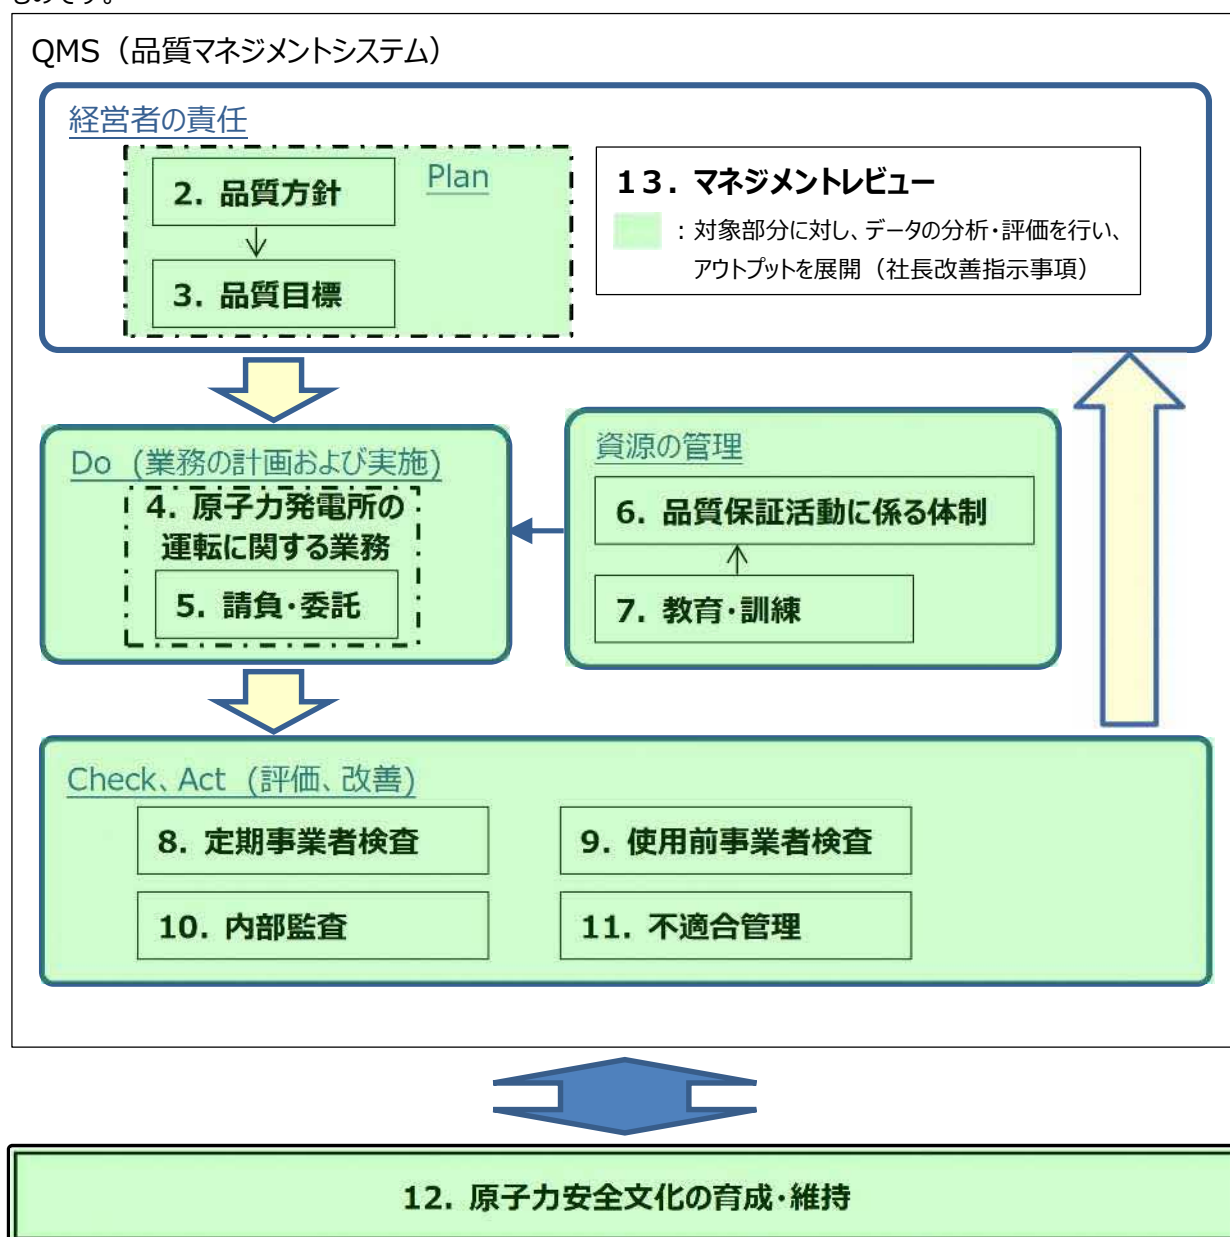 ものです。
QMS（品質マネジメントシステム）
経営者の責任
Plan
2. 品質方針
3. 品質目標
13. マネジメントレビュー
：対象部分に対し、データの分析・評価を行い、
アウトプットを展開（社長改善指示事項）
Do (業務の計画および実施)
4. 原子力発電所の
運転に関する業務
5. 請負・委託
資源の管理
6. 品質保証活動に係る体制
7. 教育・訓練
Check、Act (評価、改善)
8. 定期事業者検査
9. 使用前事業者検査
10. 内部監査
11. 不適合管理
12. 原子力安全文化の育成・維持